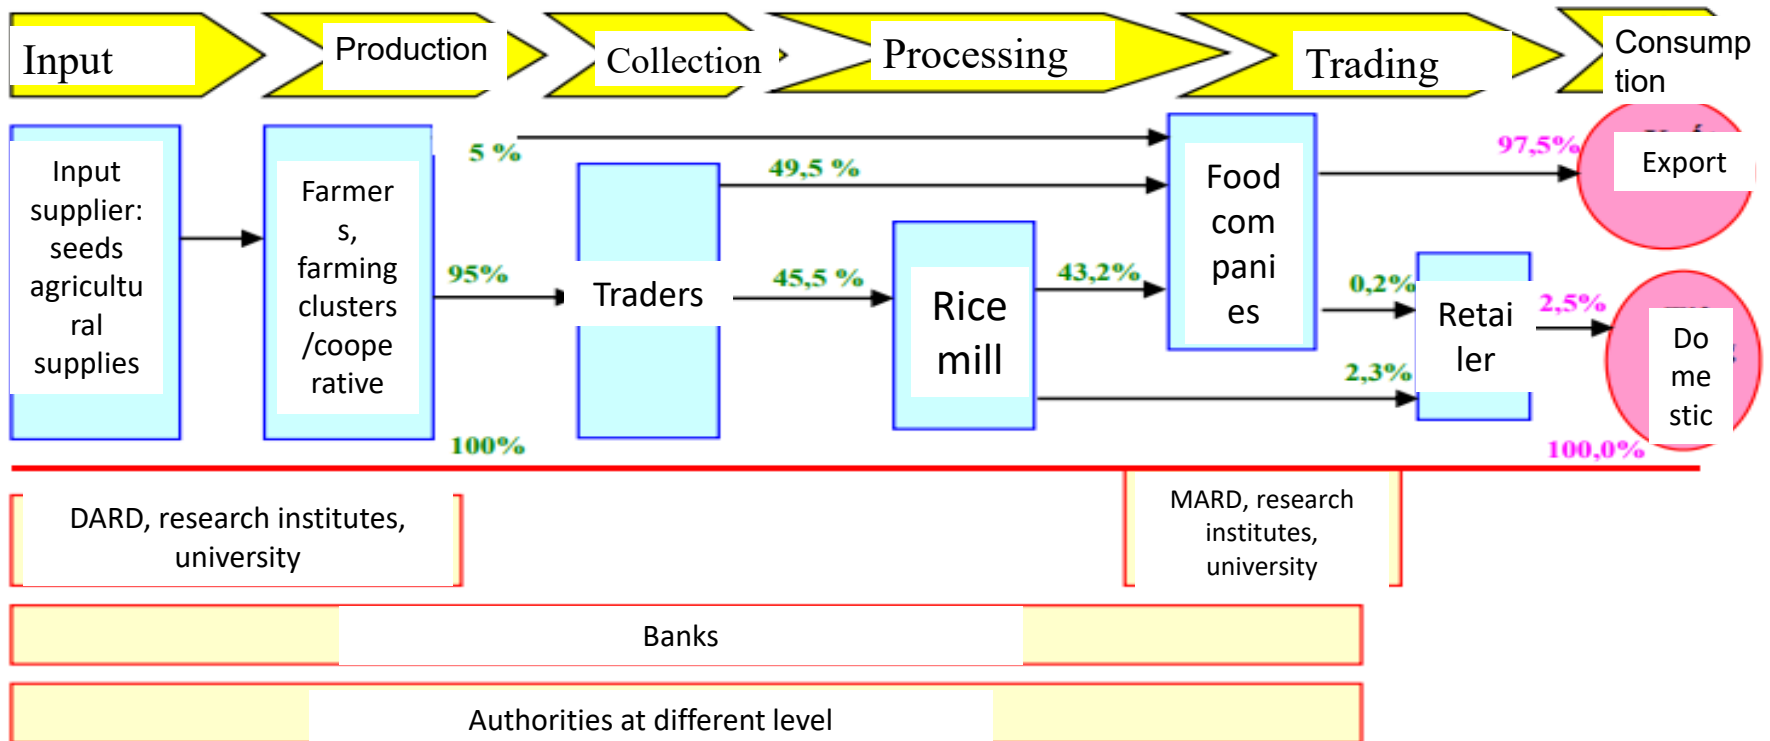 Input
Production
Collection
Processing
Trading
Consump
tion
Input
supplier:
seeds
agricultu
ral
supplies
Farmer
s,
farming
clusters
/coope
rative
5 %
95%
100%
Traders
49,5 %
45,5 %
Rice
mill
43,2%
2,3%
Food
com
pani
es
97,5%
0,2%
Retai
ler
2,5%
Export
Do
me
stic
100,0%
DARD, research institutes,
university
MARD, research
institutes,
university
Banks
Authorities at different level